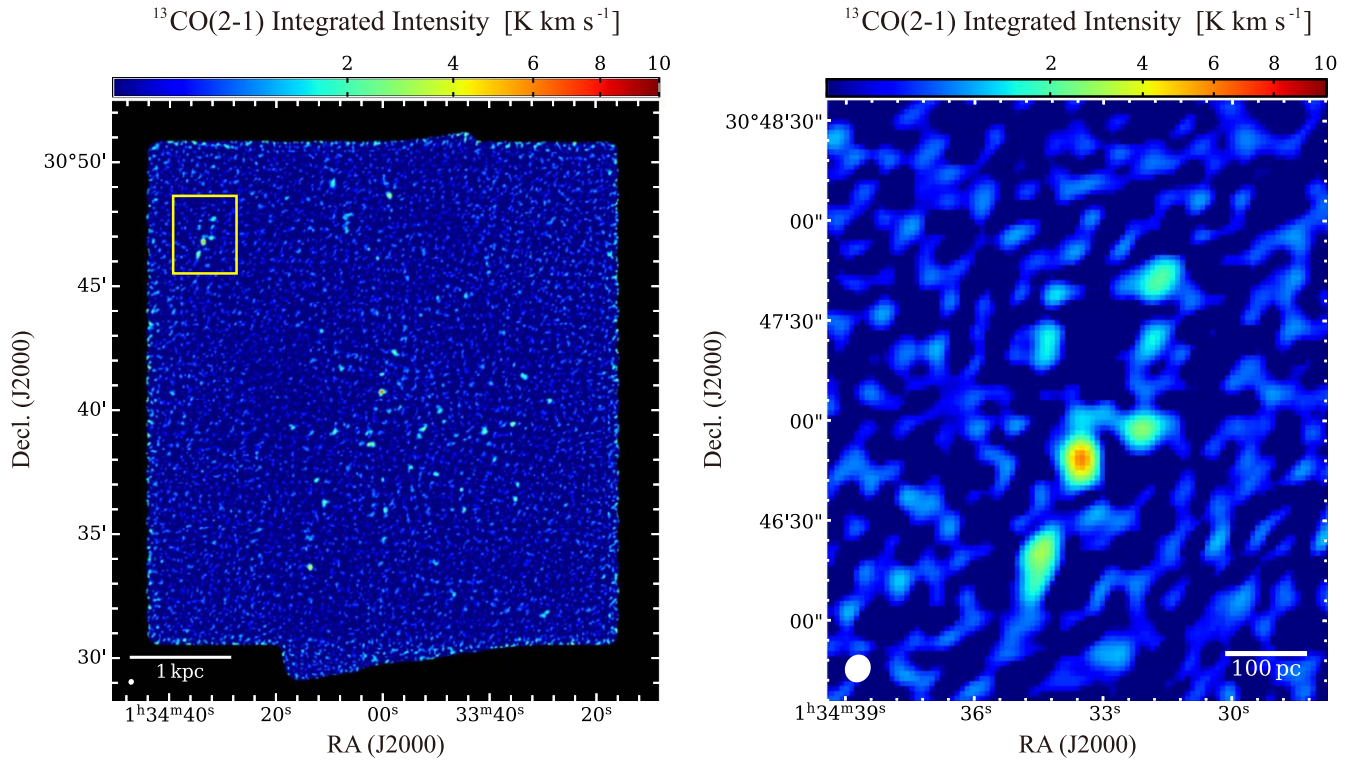 ¹³CO(2-1) Integrated Intensity [K km s⁻¹]
2 4 6 8 10
30°50'
45'
40'
35'
30'
Decl. (J2000)
1 kpc
1ʰ34ᵐ40ˢ 20ˢ 00ˢ 33ᵐ40ˢ 20ˢ
RA (J2000)
¹³CO(2-1) Integrated Intensity [K km s⁻¹]
2 4 6 8 10
30°48'30"
00"
47'30"
00"
46'30"
00"
Decl. (J2000)
100 pc
1ʰ34ᵐ39ˢ 36ˢ 33ˢ 30ˢ
RA (J2000)